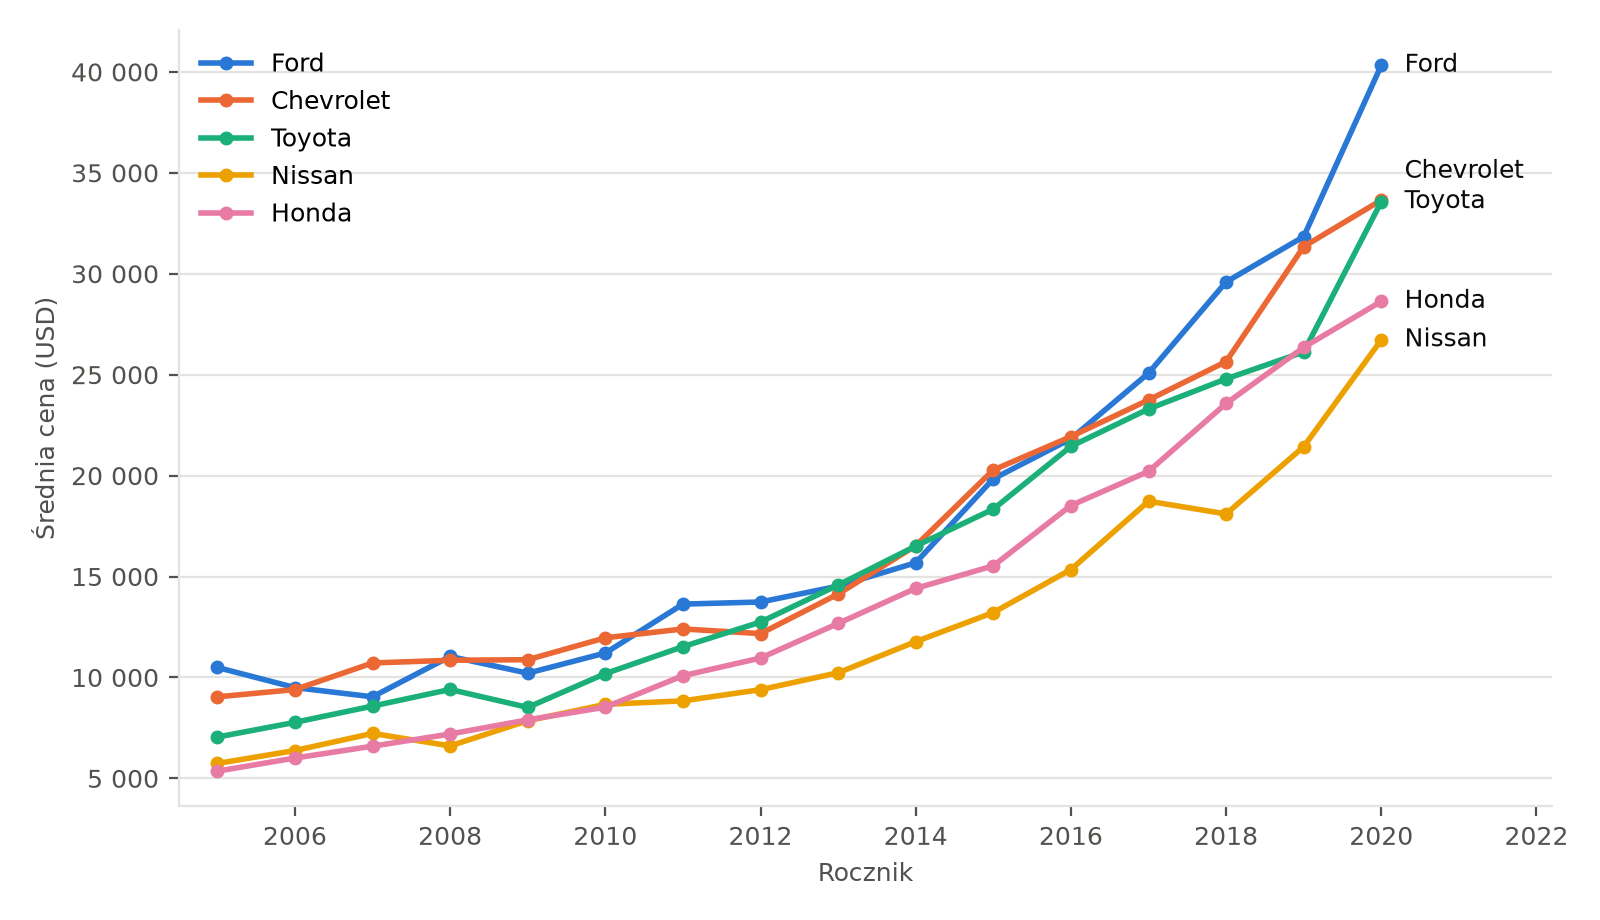 Ford
Chevrolet
Toyota
Nissan
Honda
Ford
Chevrolet
Toyota
Honda
Nissan
40 000
35 000
30 000
25 000
20 000
15 000
10 000
5 000
Średnia cena (USD)
2006 2008 2010 2012 2014 2016 2018 2020 2022
Rocznik